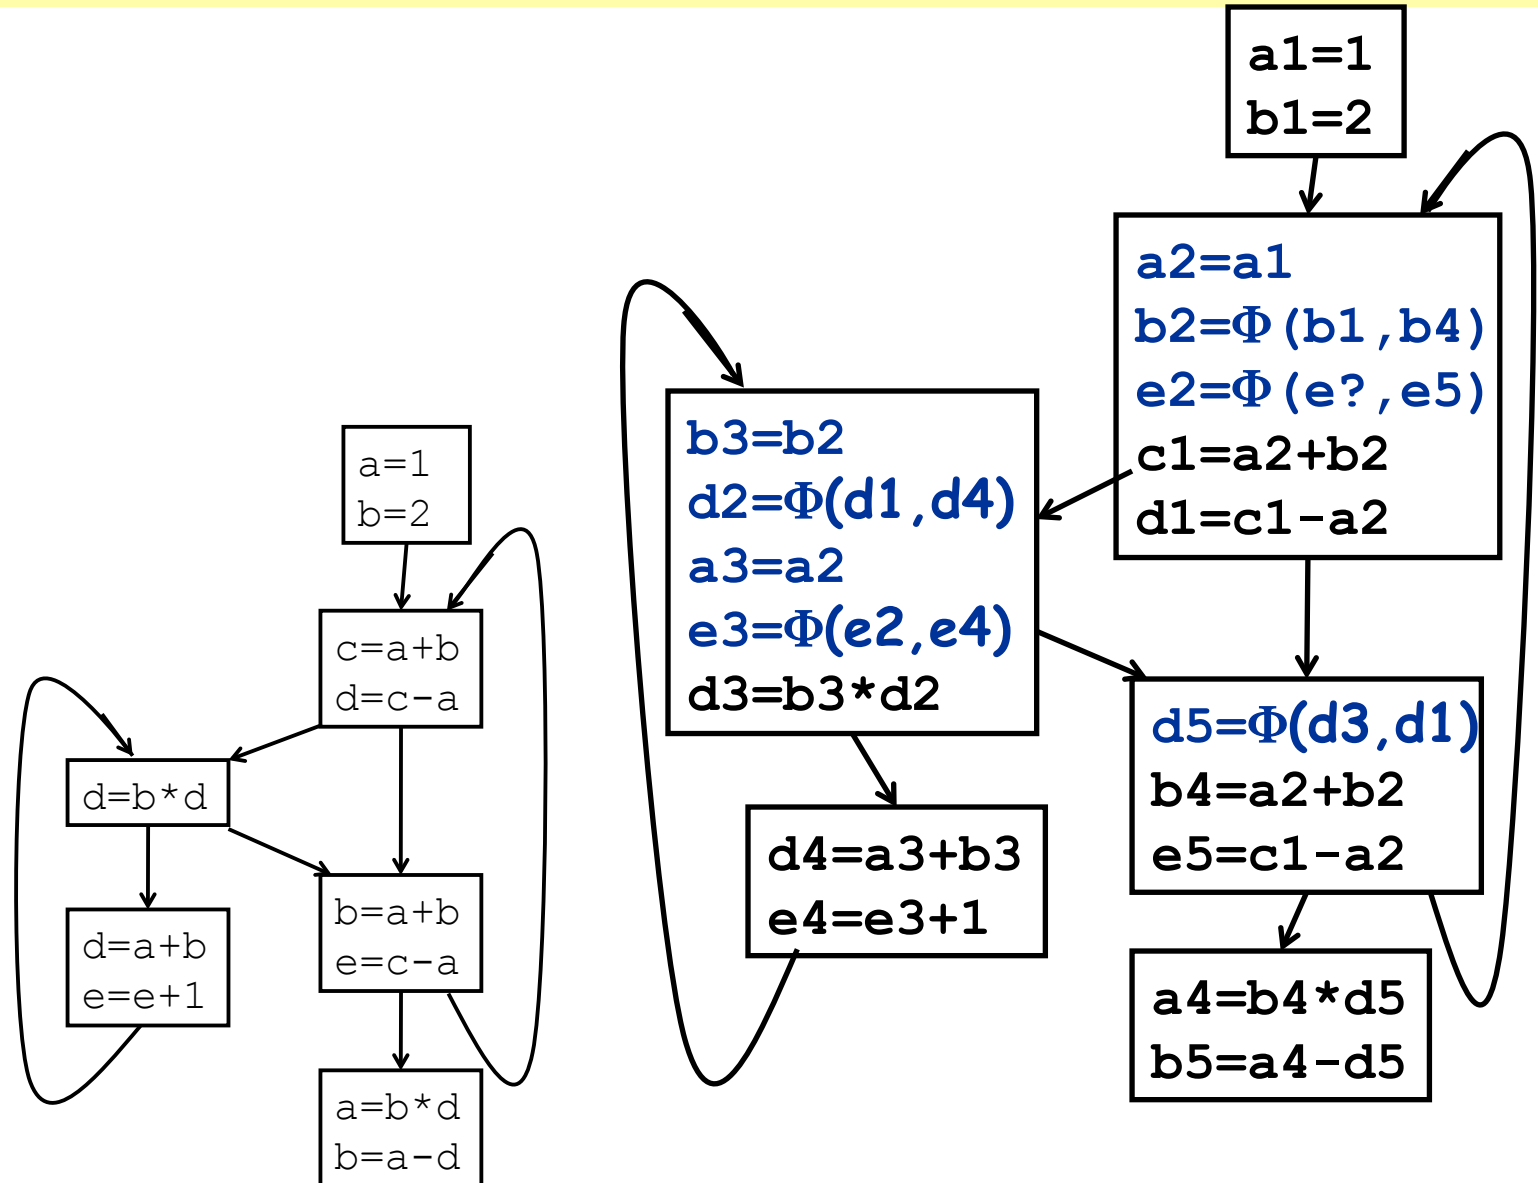 a=1
b=2
c=a+b
d=c-a
d=b*d
d=a+b
e=e+1
b=a+b
e=c-a
a=b*d
b=a-d
a1=1
b1=2
a2=a1
b2=Φ(b1,b4)
e2=Φ(e?,e5)
c1=a2+b2
d1=c1-a2
b3=b2
d2=Φ(d1,d4)
a3=a2
e3=Φ(e2,e4)
d3=b3*d2
d4=a3+b3
e4=e3+1
d5=Φ(d3,d1)
b4=a2+b2
e5=c1-a2
a4=b4*d5
b5=a4-d5